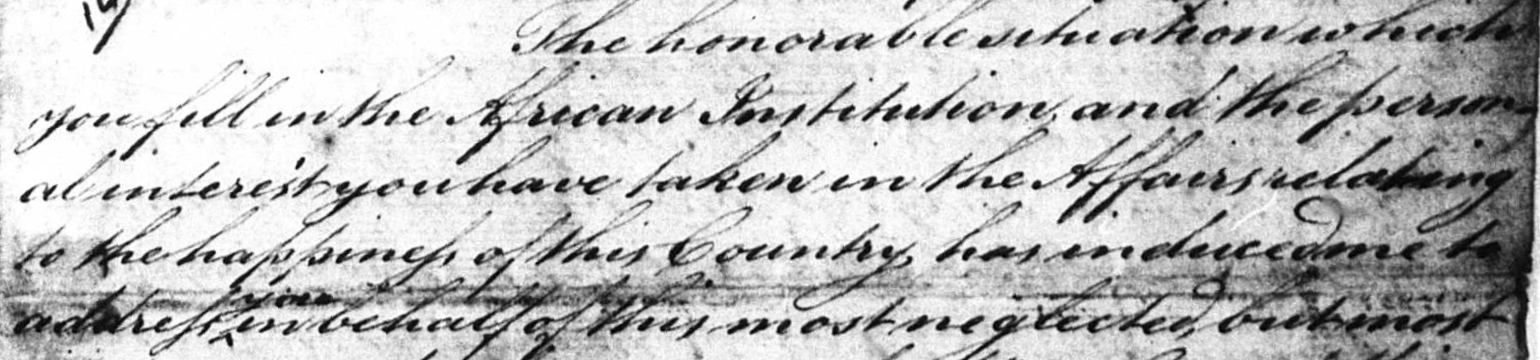 The honorable situation which
you fill in the African Institution, and the person
al interest you have taken in the Affairs relating
to the happiness of this Country, has induced me to
address you in behalf of this most neglected, but most